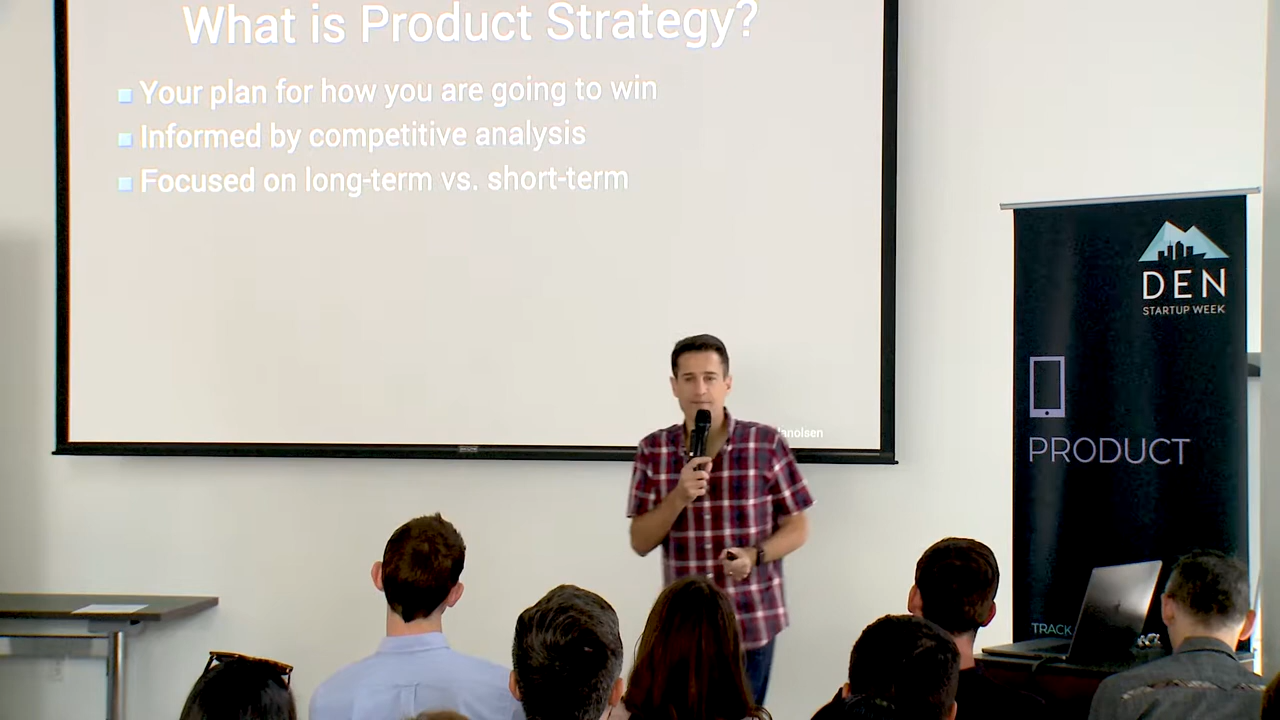 What is Product Strategy?
Your plan for how you are going to win
Informed by competitive analysis
Focused on long-term vs. short-term
DEN
STARTUP WEEK
PRODUCT
TRACK